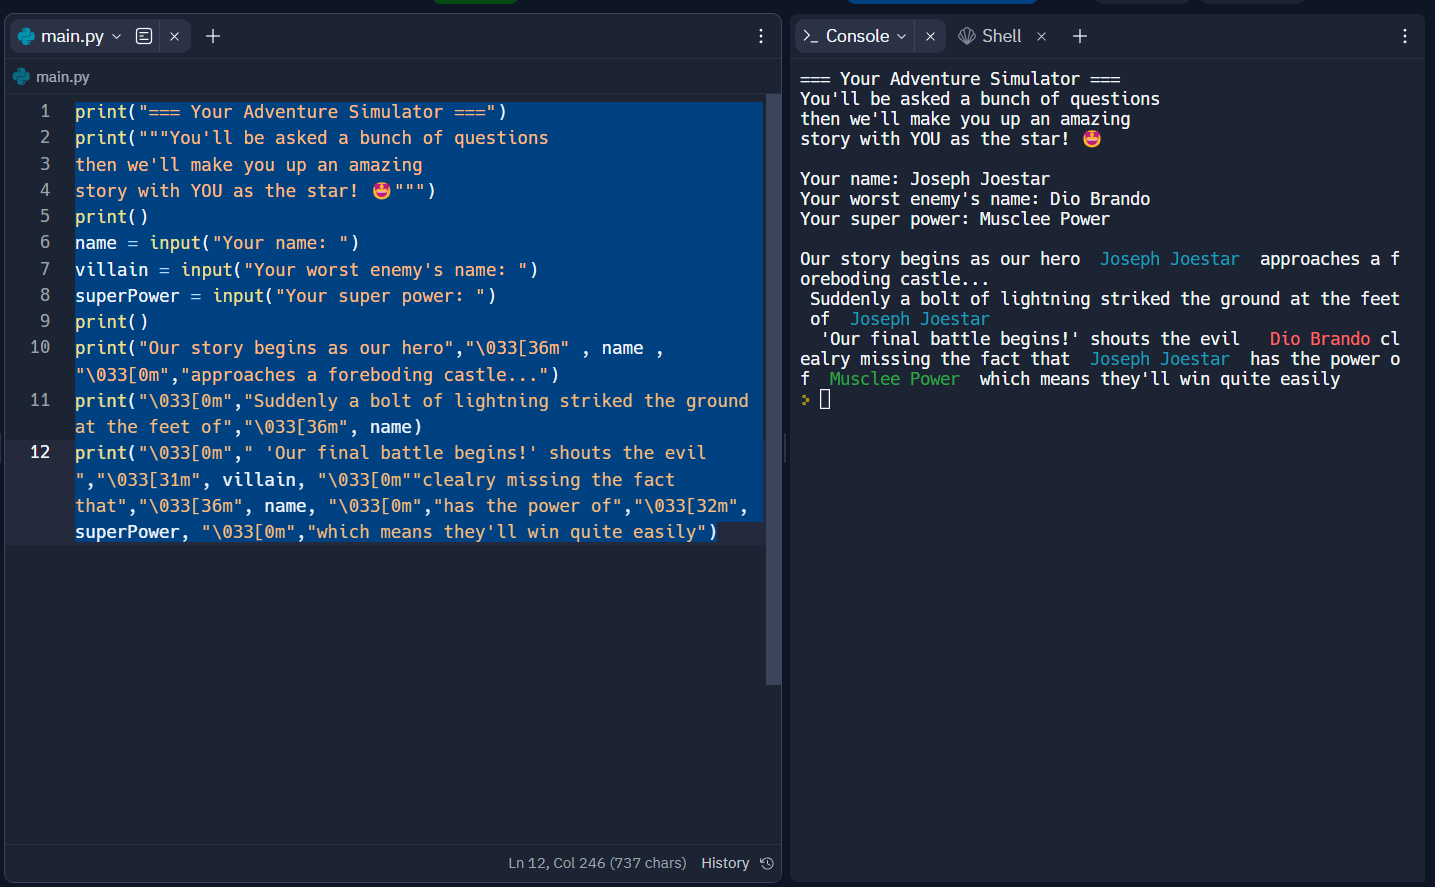 main.py
main.py
1 print("=== Your Adventure Simulator ===")
2 print("""You'll be asked a bunch of questions
3 then we'll make you up an amazing
4 story with YOU as the star! 🤩""")
5 print()
6 name = input("Your name: ")
7 villain = input("Your worst enemy's name: ")
8 superPower = input("Your super power: ")
9 print()
10 print("Our story begins as our hero","\033[36m" , name ,
"\033[0m","approaches a foreboding castle...")
11 print("\033[0m","Suddenly a bolt of lightning striked the ground
at the feet of","\033[36m", name)
12 print("\033[0m"," 'Our final battle begins!' shouts the evil
","\033[31m", villain, "\033[0m""clealry missing the fact
that","\033[36m", name, "\033[0m","has the power of","\033[32m",
superPower, "\033[0m","which means they'll win quite easily")
Ln 12, Col 246 (737 chars) History
Console Shell
=== Your Adventure Simulator ===
You'll be asked a bunch of questions
then we'll make you up an amazing
story with YOU as the star! 🤩
Your name: Joseph Joestar
Your worst enemy's name: Dio Brando
Your super power: Musclee Power
Our story begins as our hero  Joseph Joestar  approaches a f
oreboding castle...
 Suddenly a bolt of lightning striked the ground at the feet
 of  Joseph Joestar
  'Our final battle begins!' shouts the evil   Dio Brando cl
ealry missing the fact that  Joseph Joestar  has the power o
f  Musclee Power  which means they'll win quite easily